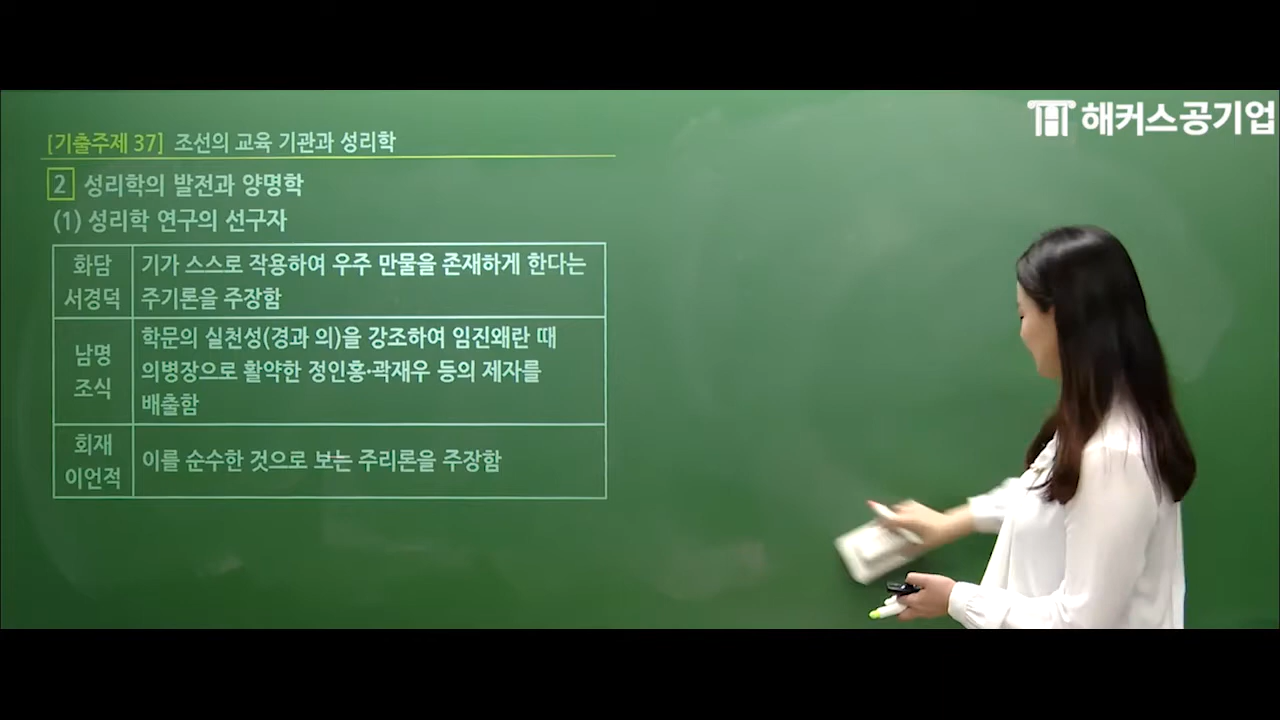 해커스공기업
[기출주제 37] 조선의 교육 기관과 성리학
2 성리학의 발전과 양명학
(1) 성리학 연구의 선구자
화담
서경덕
기가 스스로 작용하여 우주 만물을 존재하게 한다는
주기론을 주장함
남명
조식
학문의 실천성(경과 의)을 강조하여 임진왜란 때
의병장으로 활약한 정인홍·곽재우 등의 제자를
배출함
회재
이언적
이를 순수한 것으로 보는 주리론을 주장함